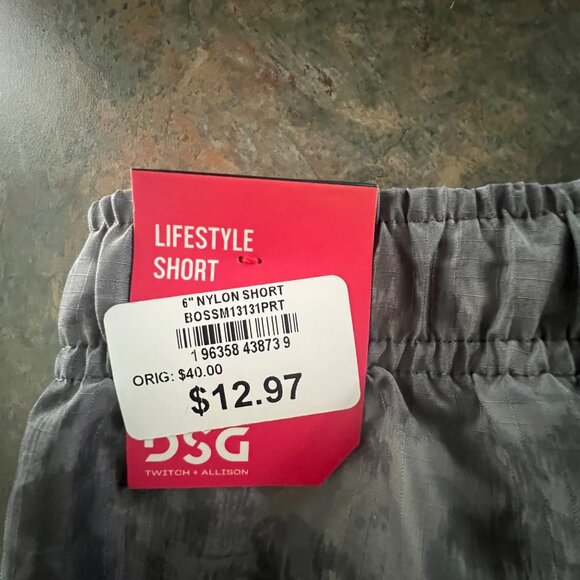 LIFESTYLE
SHORT
6" NYLON SHORT
BOSSM13131PRT
1 96358 43873 9
ORIG: $40.00
$12.97
DSG
TWITCH + ALLISON